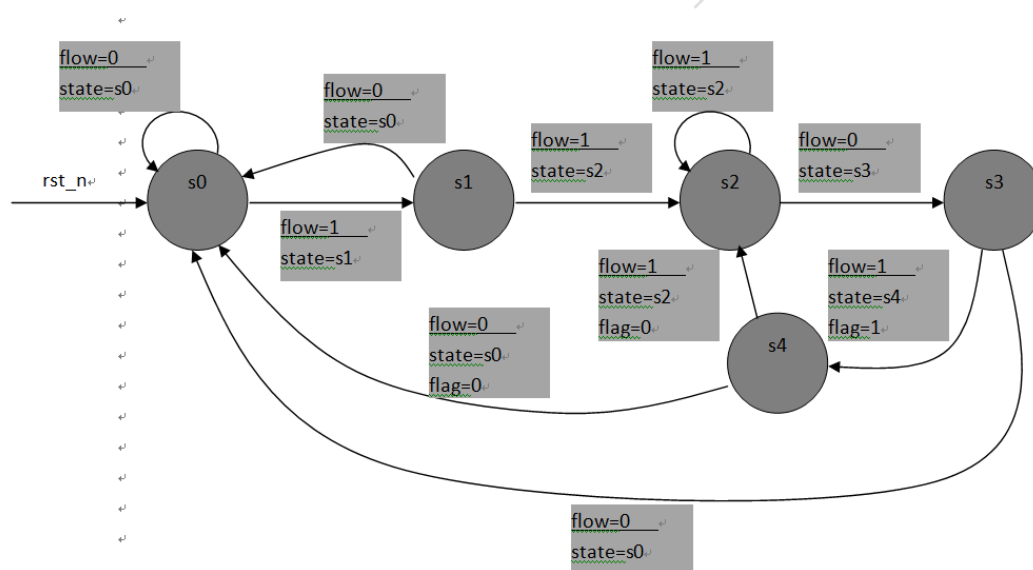 flow=0
state=s0
flow=0
state=s0
flow=1
state=s2
flow=1
state=s2
flow=0
state=s3
rst_n
s0
s1
s2
s3
flow=1
state=s1
flow=1
state=s2
flag=0
flow=1
state=s4
flag=1
flow=0
state=s0
flag=0
s4
flow=0
state=s0